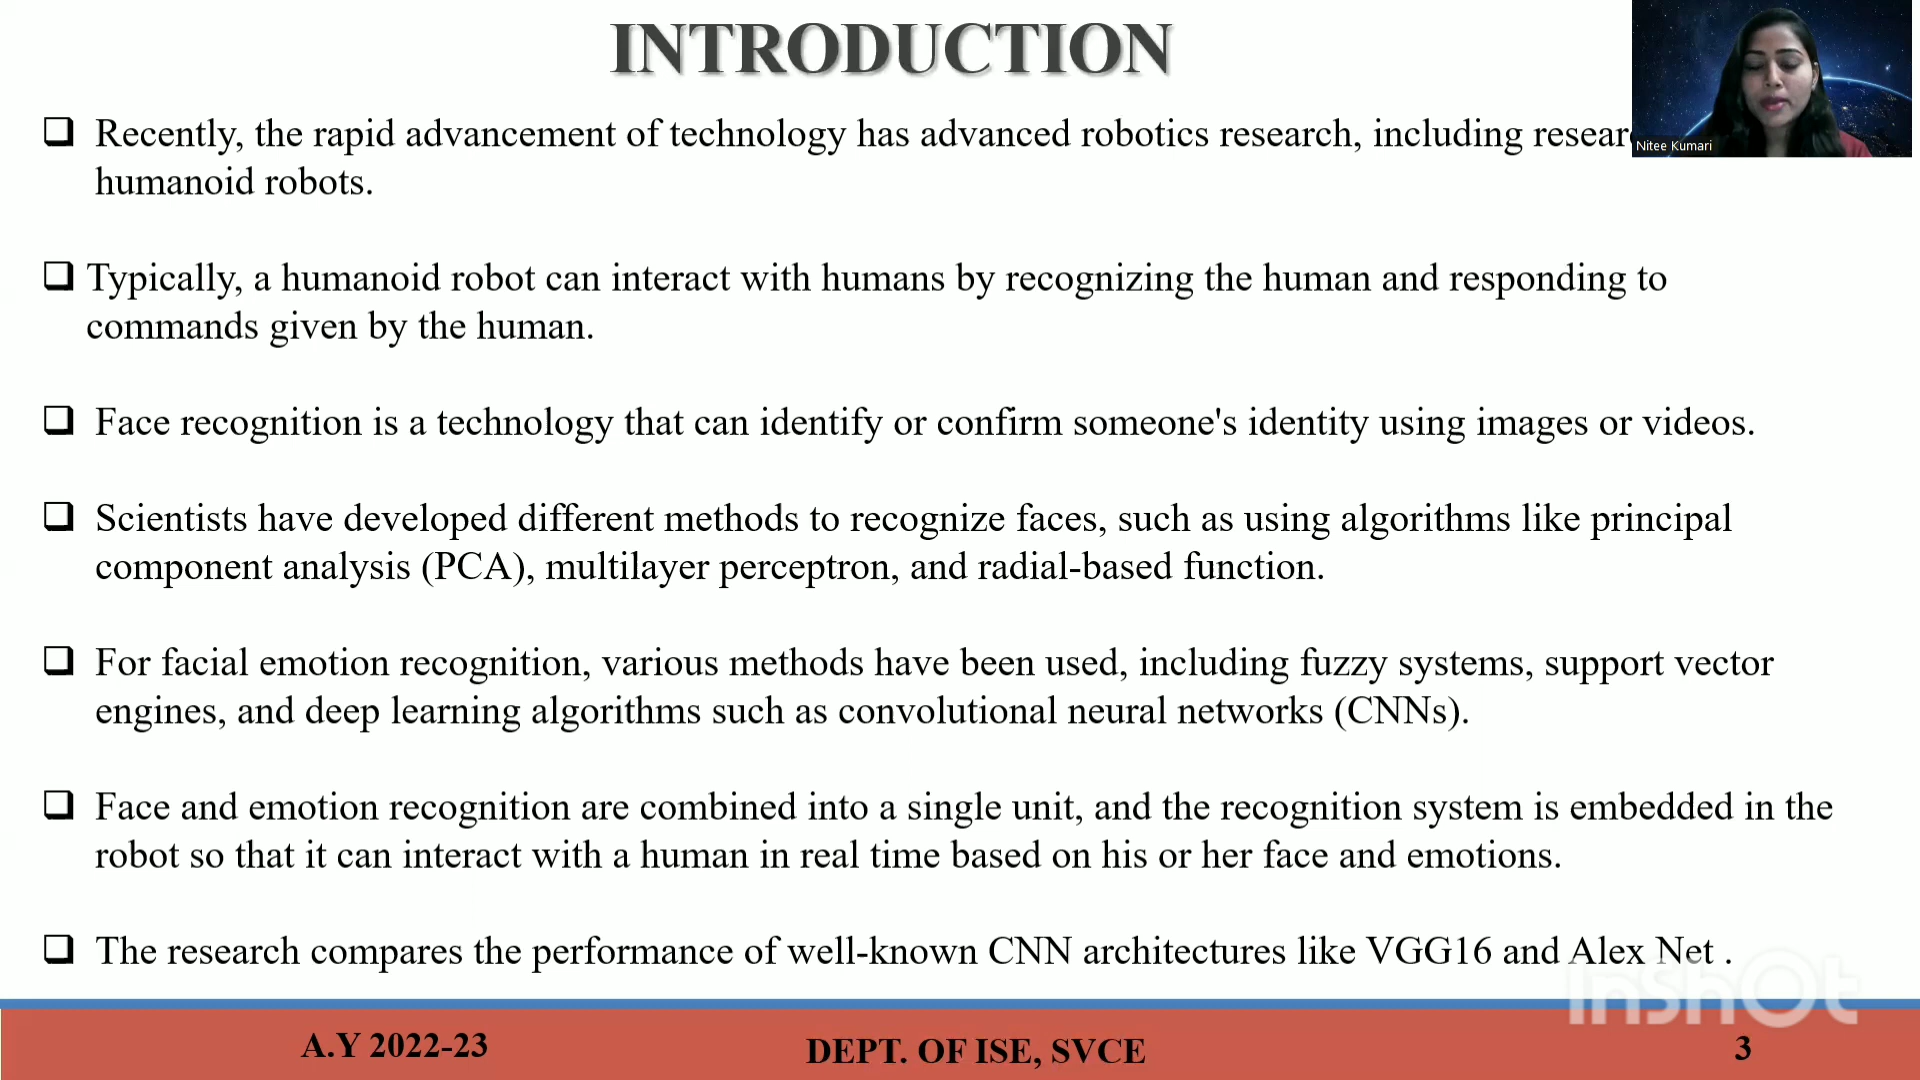 INTRODUCTION
Recently, the rapid advancement of technology has advanced robotics research, including
humanoid robots.
Typically, a humanoid robot can interact with humans by recognizing the human and responding to
commands given by the human.
Face recognition is a technology that can identify or confirm someone's identity using images or videos.
Scientists have developed different methods to recognize faces, such as using algorithms like principal
component analysis (PCA), multilayer perceptron, and radial-based function.
For facial emotion recognition, various methods have been used, including fuzzy systems, support vector
engines, and deep learning algorithms such as convolutional neural networks (CNNs).
Face and emotion recognition are combined into a single unit, and the recognition system is embedded in the
robot so that it can interact with a human in real time based on his or her face and emotions.
The research compares the performance of well-known CNN architectures like VGG16 and Alex Net .
Nitee Kumari
InShOt
A.Y 2022-23
DEPT. OF ISE, SVCE
3